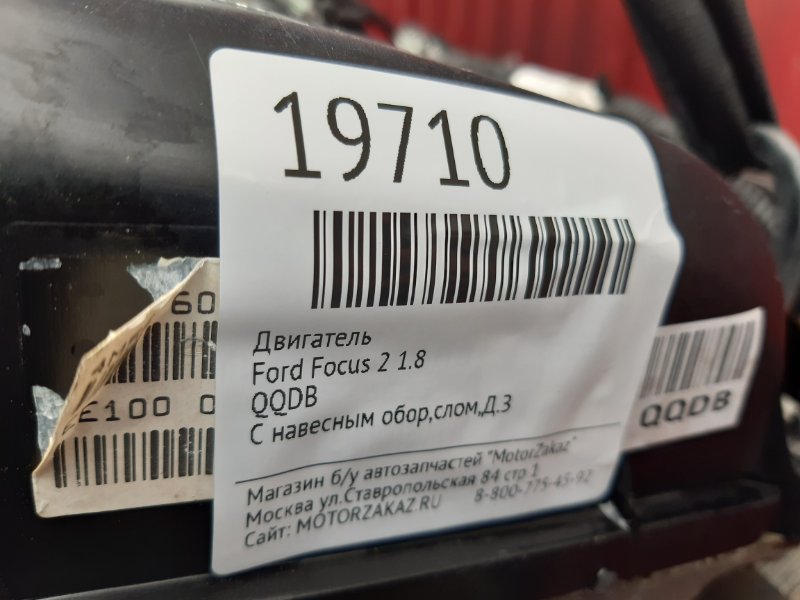 19710
Двигатель
Ford Focus 2 1.8
QQDB
С навесным обор,слом,Д.З
Магазин б/у автозапчастей "MotorZakaz"
Москва ул.Ставропольская 84 стр 1
Сайт: MOTORZAKAZ.RU 8-800-775-45-92
60
E100 0
QQDB